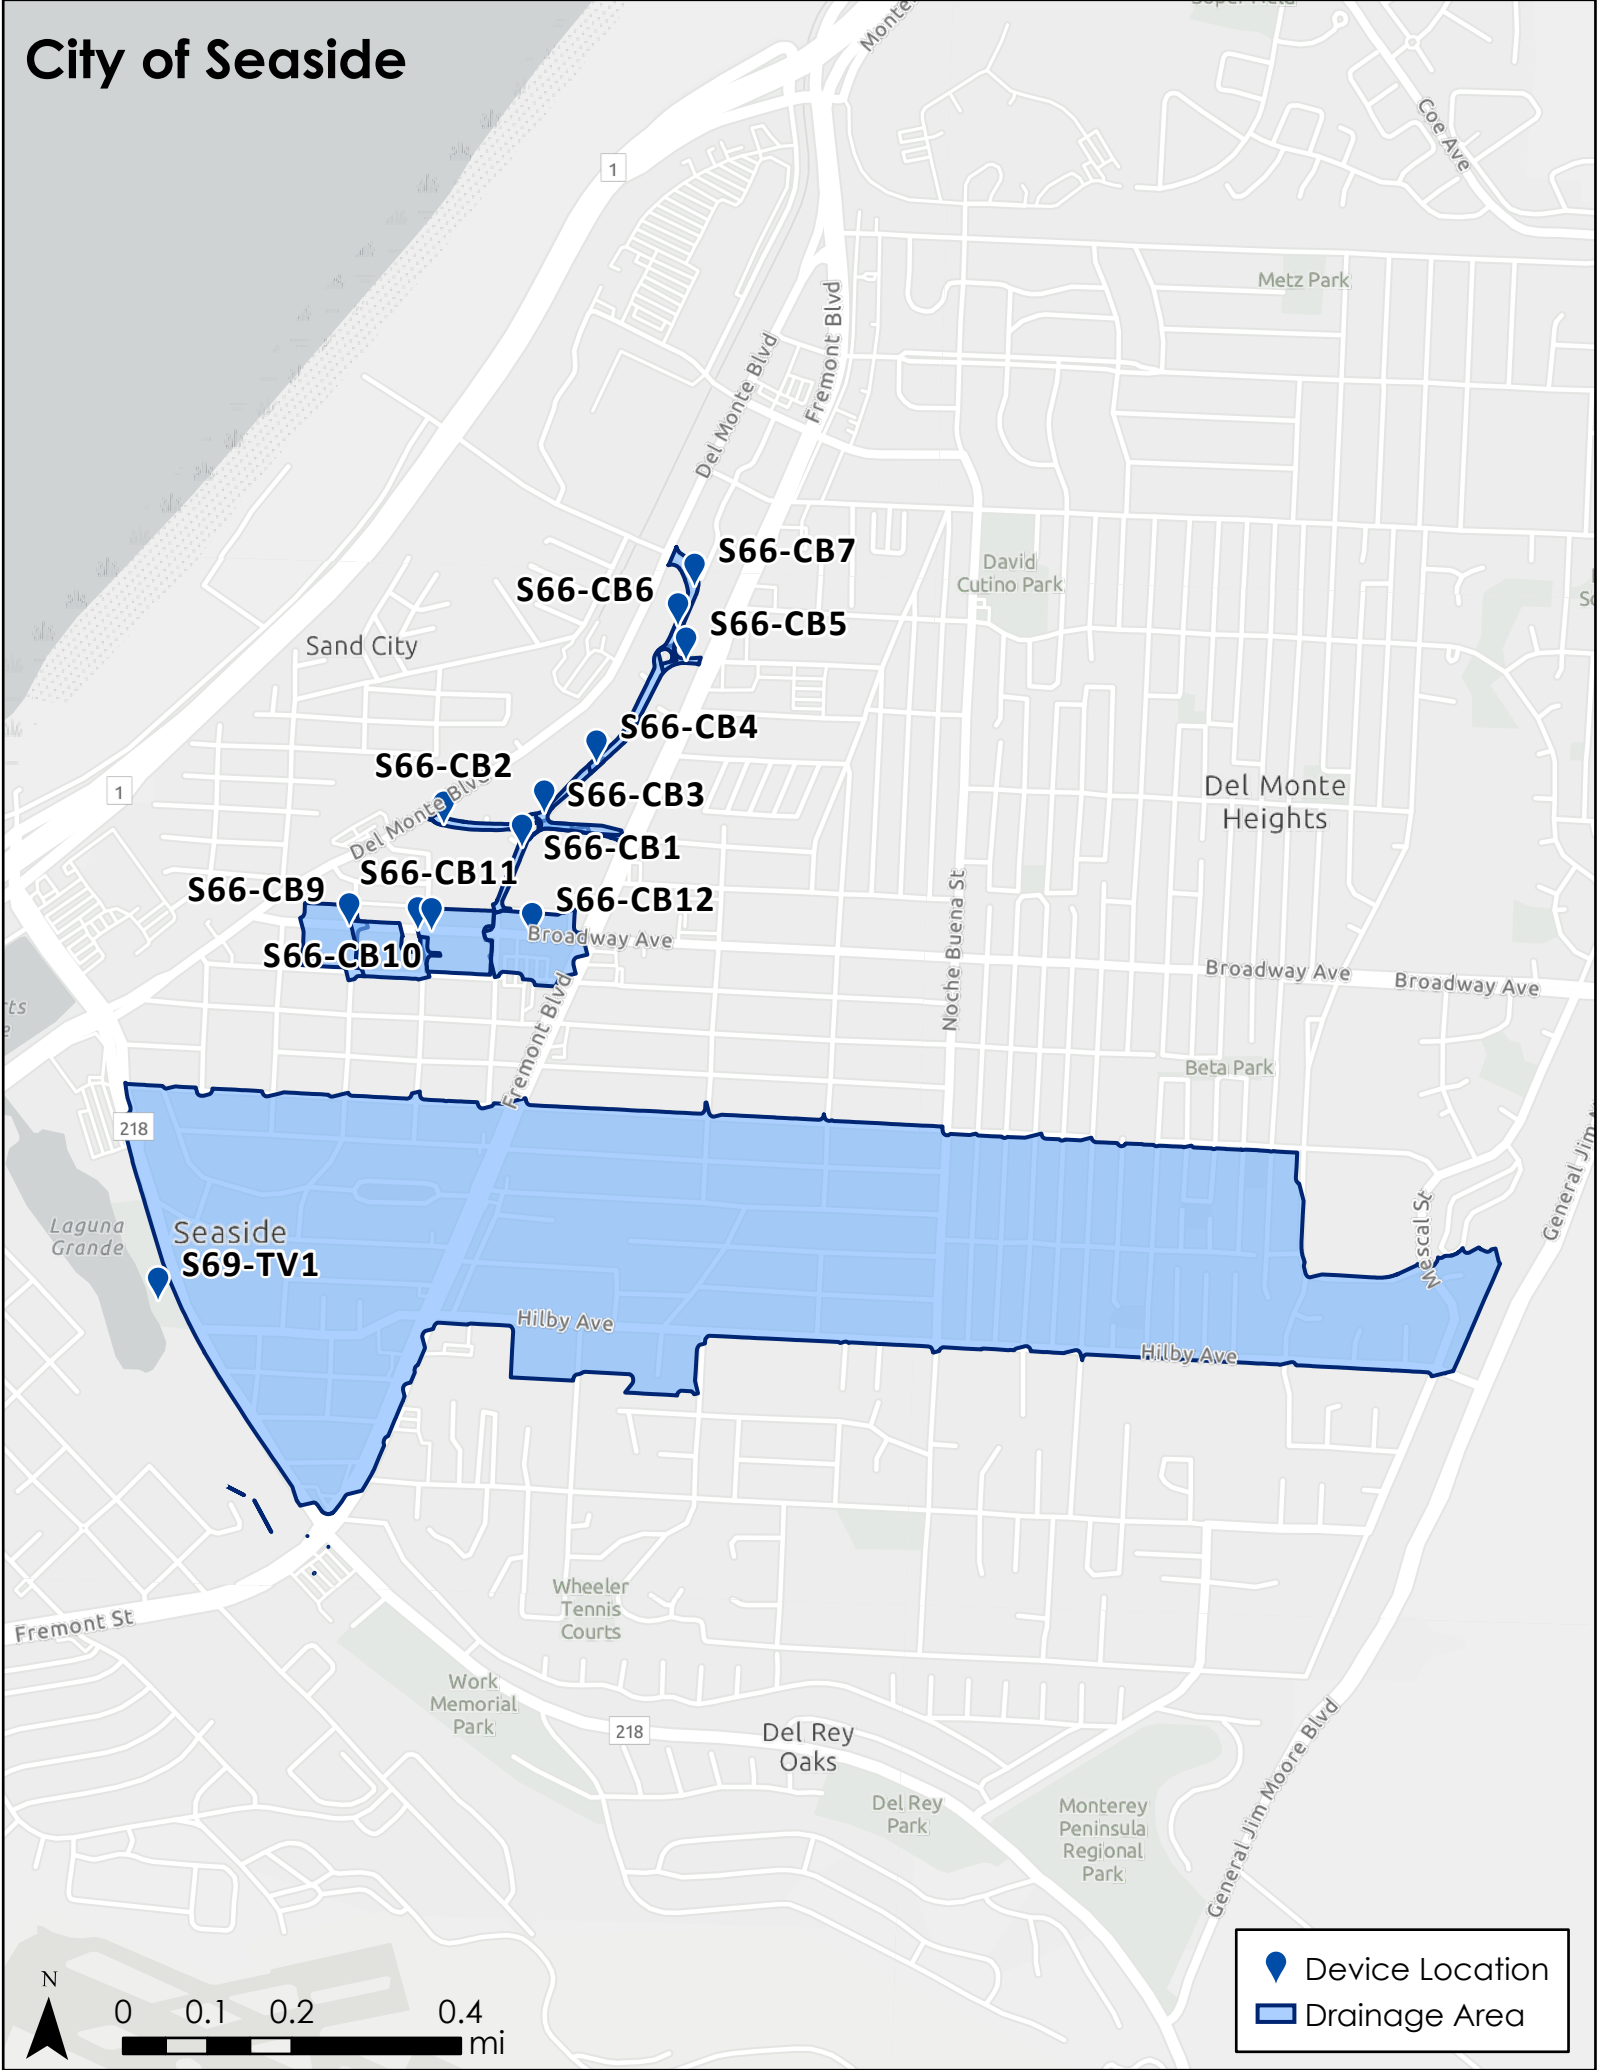 City of Seaside
Coe Ave
1
Metz Park
Fremont Blvd
Del Monte Blvd
S66-CB7
David
Cutino Park
S66-CB6
S66-CB5
Sand City
S66-CB4
S66-CB2
1
Del Monte Blvd
S66-CB3
Del Monte
Heights
S66-CB1
S66-CB11
S66-CB9
S66-CB12
Noche Buena St
Broadway Ave
S66-CB10
Broadway Ave
Broadway Ave
Fremont Blvd
Beta Park
218
Mescal St
General Jim
Laguna
Grande
Seaside
S69-TV1
Hilby Ave
Hilby Ave
Wheeler
Tennis
Courts
Fremont St
Work
Memorial
Park
218
Del Rey
Oaks
General Jim Moore Blvd
Del Rey
Park
Monterey
Peninsula
Regional
Park
Device Location
Drainage Area
N
0 0.1 0.2 0.4
mi